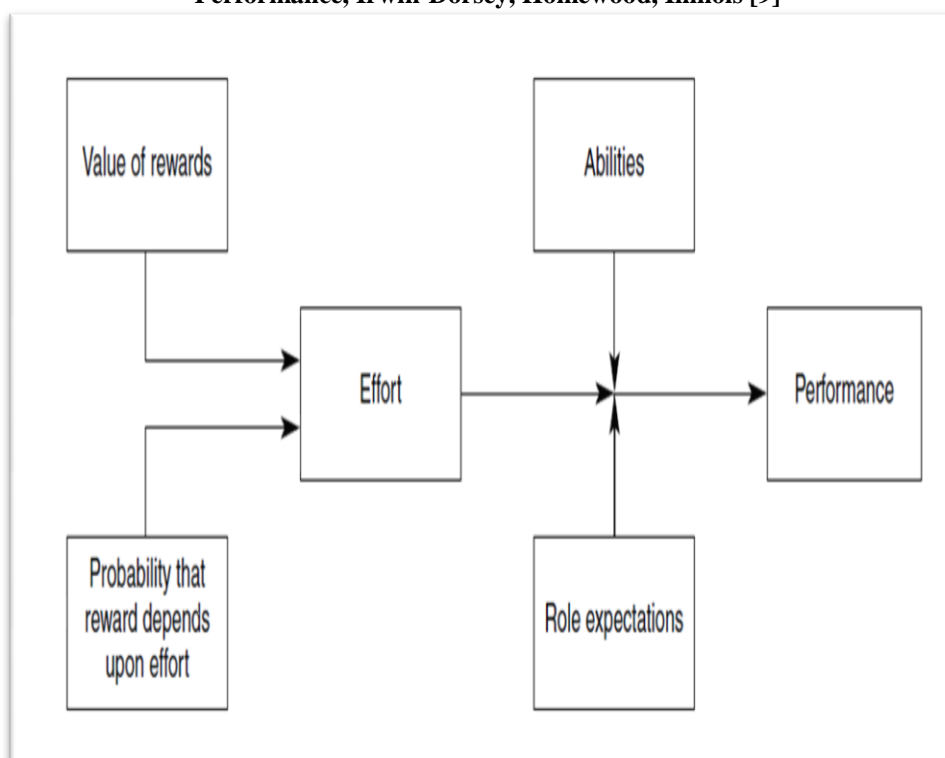 Performance, Irwin-Dorsey, Homewood, Illinois [9]
Value of rewards
Abilities
Effort
Performance
Probability that
reward depends
upon effort
Role expectations